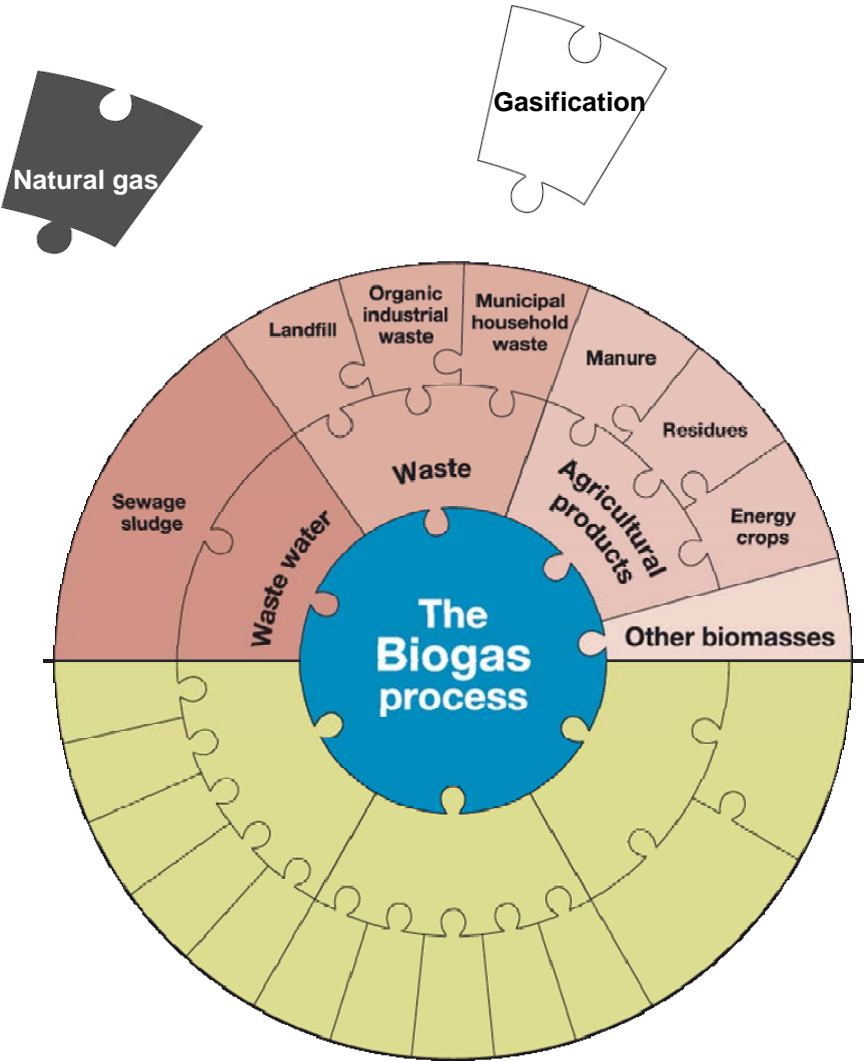 Gasification
Natural gas
Landfill
Organic
industrial
waste
Municipal
household
waste
Manure
Residues
Energy
crops
Sewage
sludge
Waste water
Waste
Agricultural
products
Other biomasses
The
Biogas
process